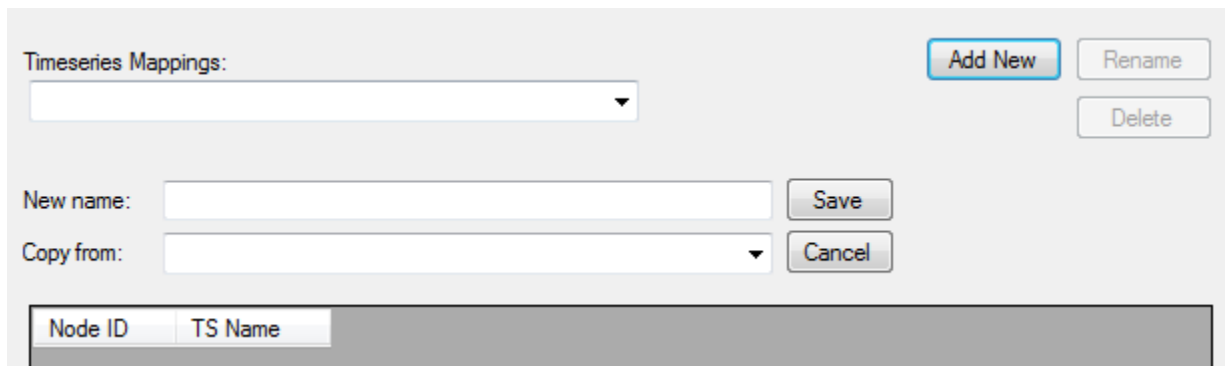 Timeseries Mappings:
Add New
Rename
Delete
New name:
Save
Copy from:
Cancel
Node ID
TS Name